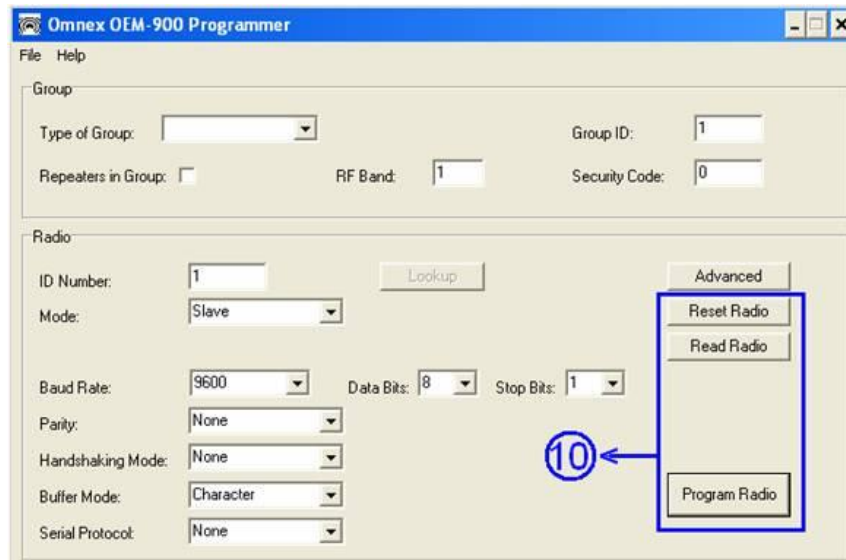 Omnex OEM-900 Programmer
File Help
Group
Type of Group:
Group ID: 1
Repeaters in Group:
RF Band: 1
Security Code: 0
Radio
ID Number: 1
Lookup
Advanced
Mode: Slave
Reset Radio
Read Radio
Baud Rate: 9600
Data Bits: 8
Stop Bits: 1
Parity: None
Handshaking Mode: None
10
Buffer Mode: Character
Program Radio
Serial Protocol: None